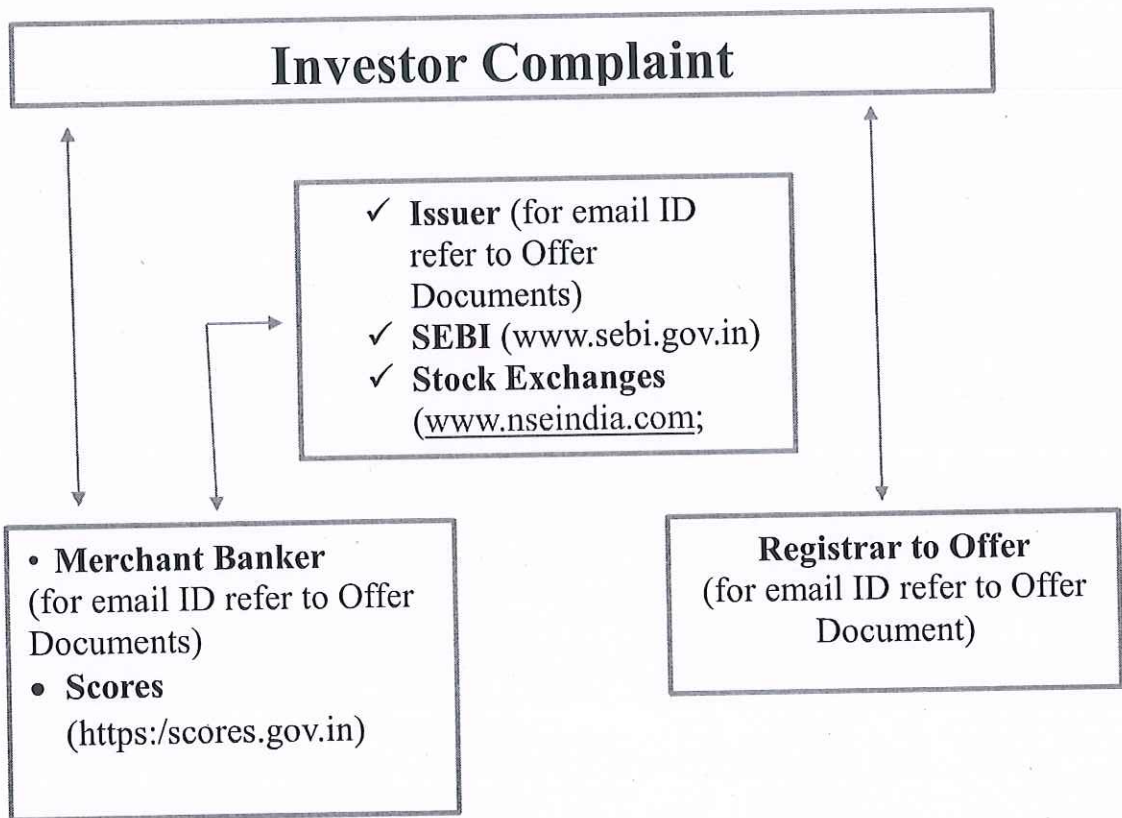 Investor Complaint
✓ Issuer (for email ID
refer to Offer
Documents)
✓ SEBI (www.sebi.gov.in)
✓ Stock Exchanges
(www.nseindia.com;
• Merchant Banker
(for email ID refer to Offer
Documents)
• Scores
(https:/scores.gov.in)
Registrar to Offer
(for email ID refer to Offer
Document)